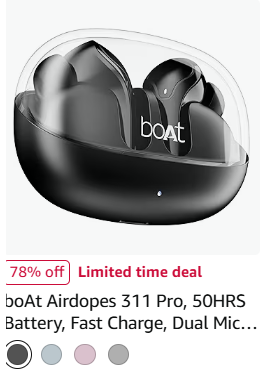 boAt
78% off Limited time deal
boAt Airdopes 311 Pro, 50HRS
Battery, Fast Charge, Dual Mic...